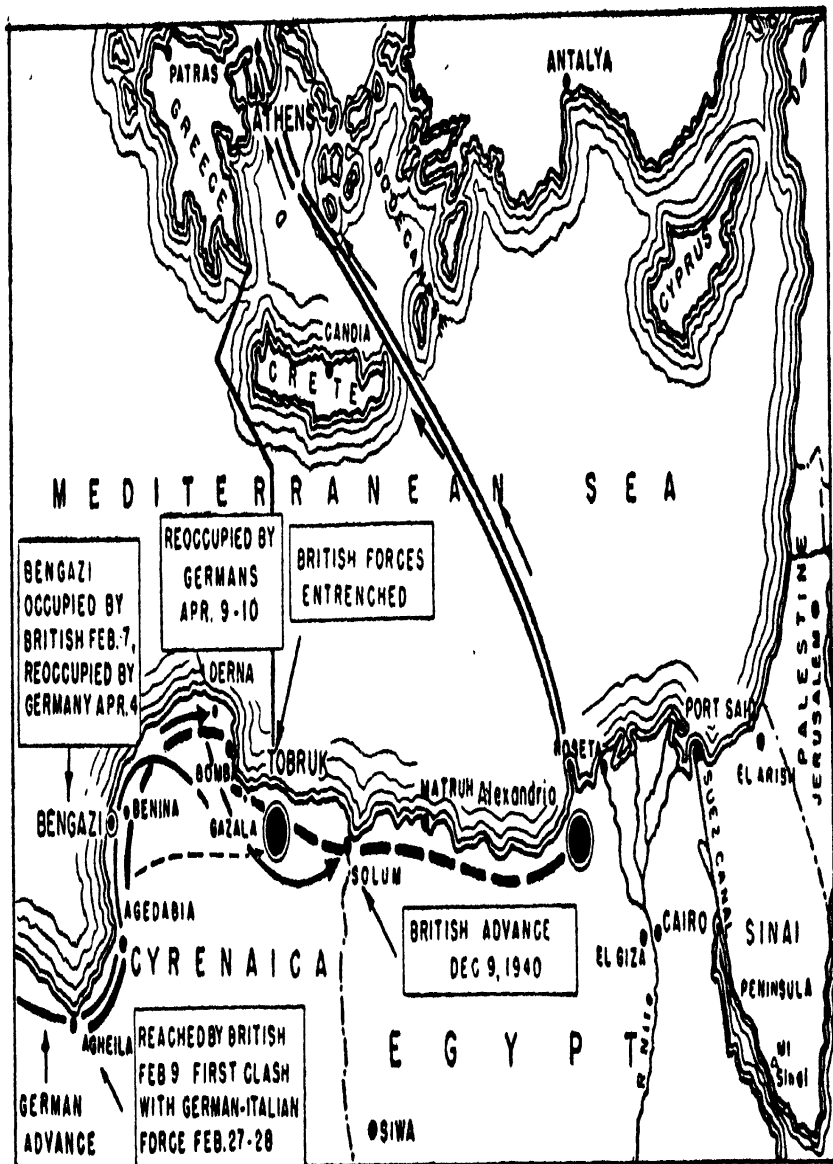 PATRAS
GREECE
ATHENS
ANTALYA
CYPRUS
CANDIA
CRETE
MEDITERRANEAN SEA
BENGAZI
OCCUPIED BY
BRITISH FEB. 7,
REOCCUPIED BY
GERMANY APR. 4
REOCCUPIED BY
GERMANS
APR. 9-10
BRITISH FORCES
ENTRENCHED
PALESTINE
JERUSALEM
DERNA
BOMBA
TOBRUK
MATRUH
Alexandria
ROSETA
PORT SAID
EL ARISH
SUEZ CANAL
BENGAZI
BENINA
GAZALA
SOLUM
AGEDABIA
CYRENAICA
BRITISH ADVANCE
DEC 9, 1940
EL GIZA
CAIRO
SINAI
PENINSULA
AGHEILA
REACHED BY BRITISH
FEB 9 FIRST CLASH
WITH GERMAN-ITALIAN
FORCE FEB. 27-28
GERMAN
ADVANCE
EGYPT
R Nile
Sinai
SIWA